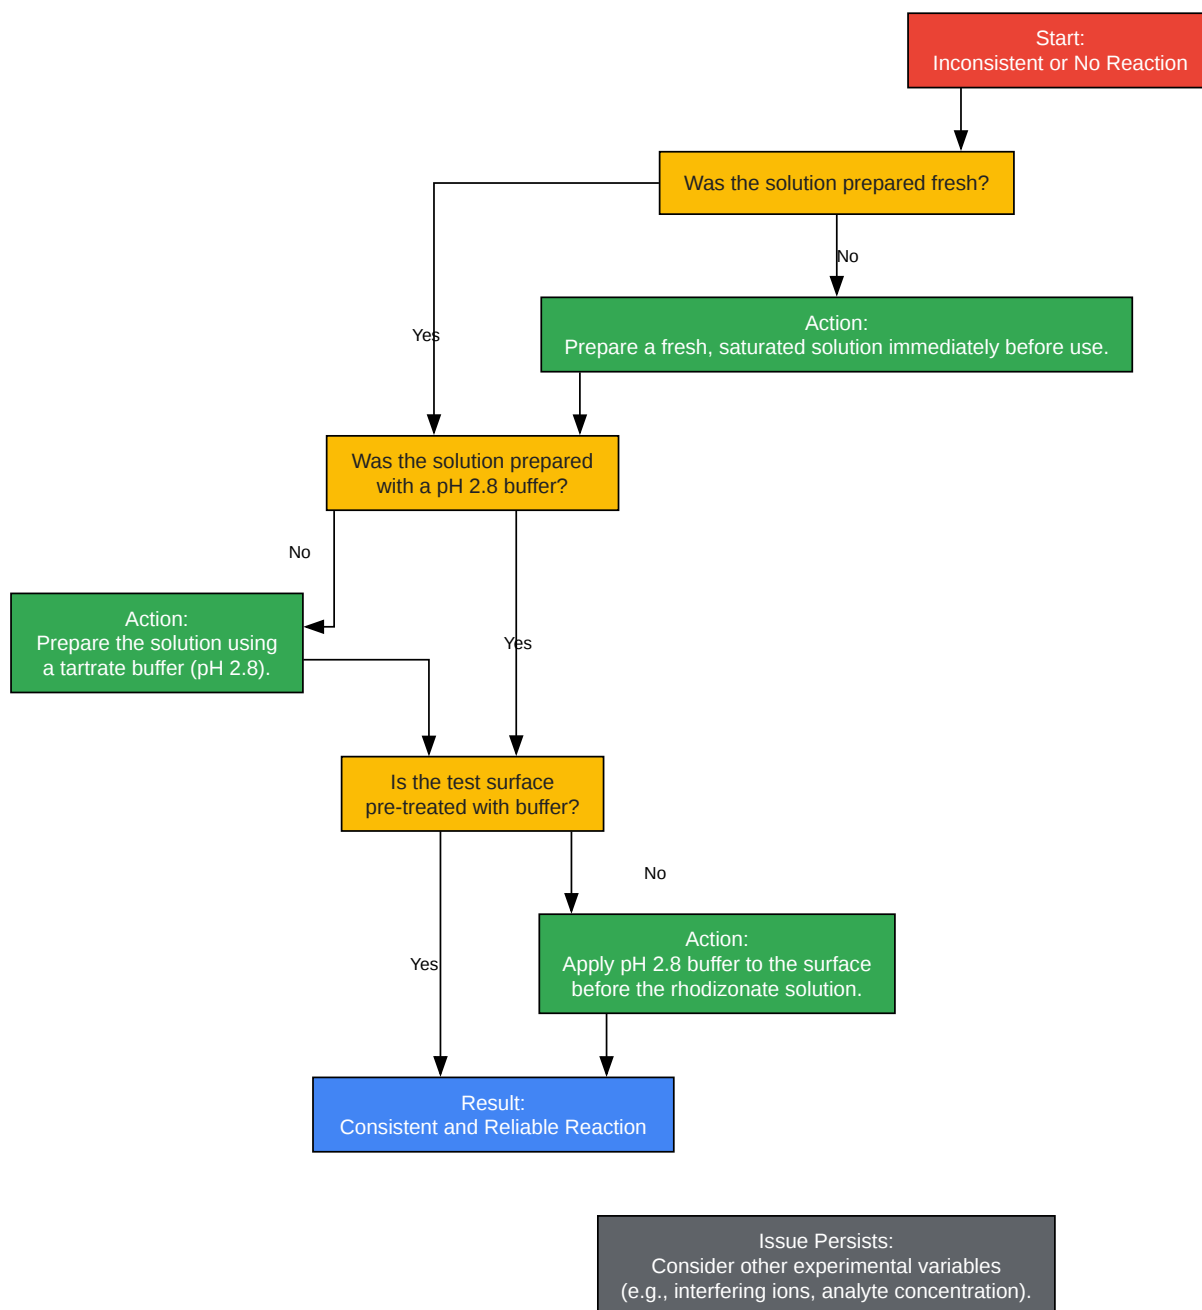 Start:
Inconsistent or No Reaction
Was the solution prepared fresh?
No
Action:
Prepare a fresh, saturated solution immediately before use.
Yes
Was the solution prepared
with a pH 2.8 buffer?
No
Action:
Prepare the solution using
a tartrate buffer (pH 2.8).
Yes
Is the test surface
pre-treated with buffer?
No
Action:
Apply pH 2.8 buffer to the surface
before the rhodizonate solution.
Yes
Result:
Consistent and Reliable Reaction
Issue Persists:
Consider other experimental variables
(e.g., interfering ions, analyte concentration).